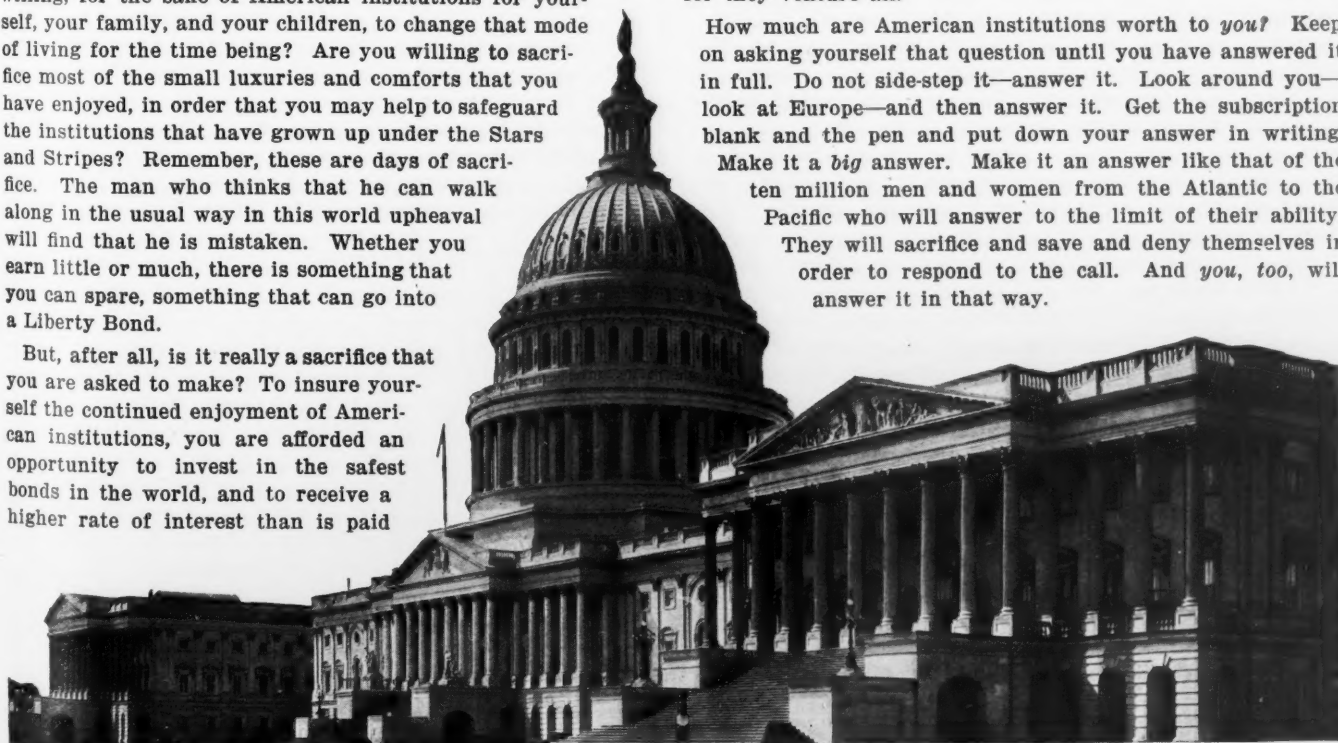 for the sake of American institutions for your-
self, your family, and your children, to change that mode
of living for the time being? Are you willing to sacri-
fice most of the small luxuries and comforts that you
have enjoyed, in order that you may help to safeguard
the institutions that have grown up under the Stars
and Stripes? Remember, these are days of sacri-
fice. The man who thinks that he can walk
along in the usual way in this world upheaval
will find that he is mistaken. Whether you
earn little or much, there is something that
you can spare, something that can go into
a Liberty Bond.
But, after all, is it really a sacrifice that
you are asked to make? To insure your-
self the continued enjoyment of Ameri-
can institutions, you are afforded an
opportunity to invest in the safest
bonds in the world, and to receive a
higher rate of interest than is paid
How much are American institutions worth to you? Keep
on asking yourself that question until you have answered it
in full. Do not side-step it—answer it. Look around you—
look at Europe—and then answer it. Get the subscription
blank and the pen and put down your answer in writing
Make it a big answer. Make it an answer like that of the
ten million men and women from the Atlantic to the
Pacific who will answer to the limit of their ability
They will sacrifice and save and deny themselves in
order to respond to the call. And you, too, will
answer it in that way.